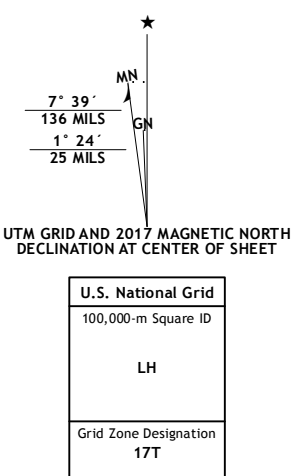 ★
MN
7° 39´
136 MILS
GN
1° 24´
25 MILS
UTM GRID AND 2017 MAGNETIC NORTH
DECLINATION AT CENTER OF SHEET
U.S. National Grid
100,000-m Square ID
LH
Grid Zone Designation
17T